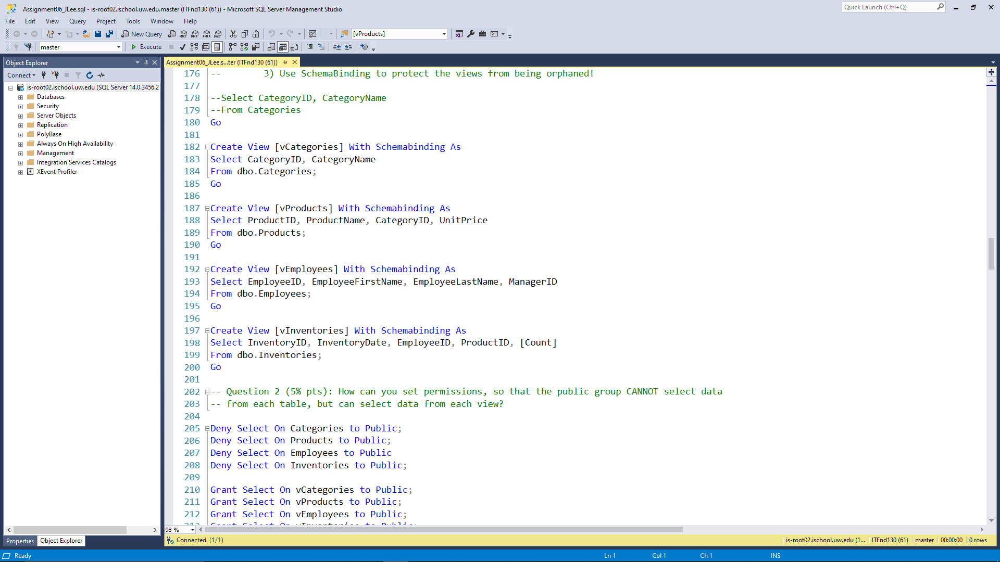 Assignment06_JLee.sql - is-root02.ischool.uw.edu.master (ITFnd130 (61)) - Microsoft SQL Server Management Studio
Quick Launch (Ctrl+Q)
File Edit View Query Project Tools Window Help
New Query
MDX DMX XMLA DAX
[vProducts]
master
Execute
Object Explorer
Assignment06_JLee.s...ter (ITFnd130 (61))
Connect
is-root02.ischool.uw.edu (SQL Server 14.0.3456.2
Databases
Security
Server Objects
Replication
PolyBase
Always On High Availability
Management
Integration Services Catalogs
XEvent Profiler
176 -- 3) Use SchemaBinding to protect the views from being orphaned!
177
178 --Select CategoryID, CategoryName
179 --From Categories
180 Go
181
182 Create View [vCategories] With Schemabinding As
183 Select CategoryID, CategoryName
184 From dbo.Categories;
185 Go
186
187 Create View [vProducts] With Schemabinding As
188 Select ProductID, ProductName, CategoryID, UnitPrice
189 From dbo.Products;
190 Go
191
192 Create View [vEmployees] With Schemabinding As
193 Select EmployeeID, EmployeeFirstName, EmployeeLastName, ManagerID
194 From dbo.Employees;
195 Go
196
197 Create View [vInventories] With Schemabinding As
198 Select InventoryID, InventoryDate, EmployeeID, ProductID, [Count]
199 From dbo.Inventories;
200 Go
201
202 -- Question 2 (5% pts): How can you set permissions, so that the public group CANNOT select data
203 -- from each table, but can select data from each view?
204
205 Deny Select On Categories to Public;
206 Deny Select On Products to Public;
207 Deny Select On Employees to Public
208 Deny Select On Inventories to Public;
209
210 Grant Select On vCategories to Public;
211 Grant Select On vProducts to Public;
212 Grant Select On vEmployees to Public;
213 Grant Select On vInventories to Public;
98 %
Properties Object Explorer
Connected. (1/1)
is-root02.ischool.uw.edu (1... ITFnd130 (61) master 00:00:00 0 rows
Ready
Ln 1 Col 1 Ch 1 INS